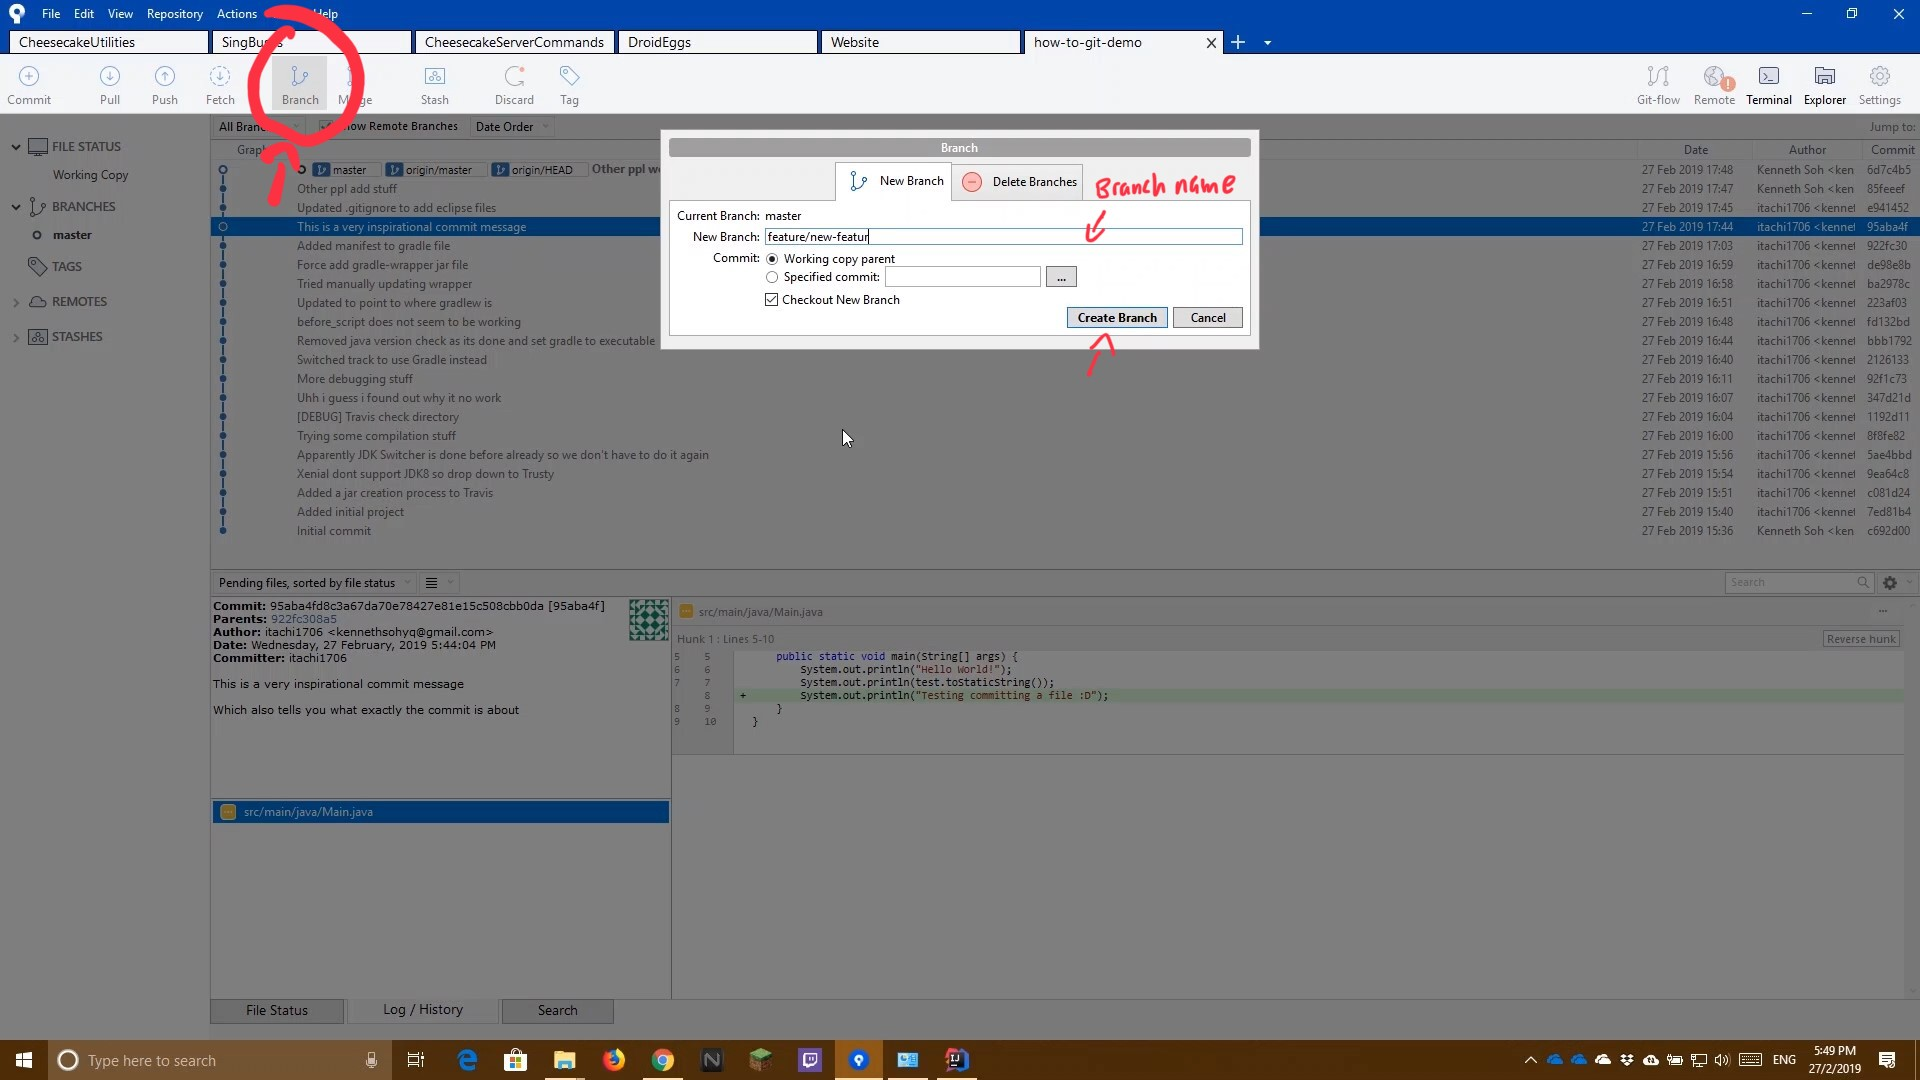 File Edit View Repository Actions Help
CheesecakeUtilities
CheesecakeServerCommands
DroidEggs
Website
how-to-git-demo
Commit
Pull
Push
Fetch
Branch
Stash
Discard
Tag
Git-flow
Remote
Terminal
Explorer
Settings
Show Remote Branches
Date Order
Jump to:
FILE STATUS
Working Copy
BRANCHES
master
TAGS
REMOTES
STASHES
Date Author Commit
master origin/master origin/HEAD Other ppl 27 Feb 2019 17:48 Kenneth Soh <ken 6d7c4b5
Other ppl add stuff 27 Feb 2019 17:47 Kenneth Soh <ken 85feeef
Updated .gitignore to add eclipse files 27 Feb 2019 17:45 itachi1706 <kennet e941452
This is a very inspirational commit message 27 Feb 2019 17:44 itachi1706 <kennet 95aba4f
Added manifest to gradle file 27 Feb 2019 17:03 itachi1706 <kennet 922fc30
Force add gradle-wrapper jar file 27 Feb 2019 16:59 itachi1706 <kennet de98e8b
Tried manually updating wrapper 27 Feb 2019 16:58 itachi1706 <kennet ba2978c
Updated to point to where gradlew is 27 Feb 2019 16:51 itachi1706 <kennet 223af03
before_script does not seem to be working 27 Feb 2019 16:48 itachi1706 <kennet fd132bd
Removed java version check as its done and set gradle to executable 27 Feb 2019 16:44 itachi1706 <kennet bbb1792
Switched track to use Gradle instead 27 Feb 2019 16:40 itachi1706 <kennet 2126133
More debugging stuff 27 Feb 2019 16:11 itachi1706 <kennet 92f1c73
Uhh i guess i found out why it no work 27 Feb 2019 16:07 itachi1706 <kennet 347d21d
[DEBUG] Travis check directory 27 Feb 2019 16:04 itachi1706 <kennet 1192d11
Trying some compilation stuff 27 Feb 2019 16:00 itachi1706 <kennet 8f8fe82
Apparently JDK Switcher is done before already so we don't have to do it again 27 Feb 2019 15:56 itachi1706 <kennet 5ae4bbd
Xenial dont support JDK8 so drop down to Trusty 27 Feb 2019 15:54 itachi1706 <kennet 9ea64c8
Added a jar creation process to Travis 27 Feb 2019 15:51 itachi1706 <kennet c081d24
Added initial project 27 Feb 2019 15:40 itachi1706 <kennet 7ed81b4
Initial commit 27 Feb 2019 15:36 Kenneth Soh <ken c692d00
Branch
New Branch
Delete Branches
Branch name
Current Branch: master
New Branch: feature/new-featur
Commit: Working copy parent
Specified commit: ...
Checkout New Branch
Create Branch Cancel
Pending files, sorted by file status
Search
Commit: 95aba4fd8c3a67da70e78427e81e15c508cbb0da [95aba4f]
Parents: 922fc308a5
Author: itachi1706 <kennethsohyq@gmail.com>
Date: Wednesday, 27 February, 2019 5:44:04 PM
Committer: itachi1706
This is a very inspirational commit message
Which also tells you what exactly the commit is about
src/main/java/Main.java
src/main/java/Main.java
Hunk 1 : Lines 5-10
Reverse hunk
5 5 public static void main(String[] args) {
6 6 System.out.println("Hello World!");
7 7 System.out.println(test.toStaticString());
8 + System.out.println("Testing committing a file :D");
8 9 }
9 10 }
File Status
Log / History
Search
Type here to search
ENG
5:49 PM
27/2/2019